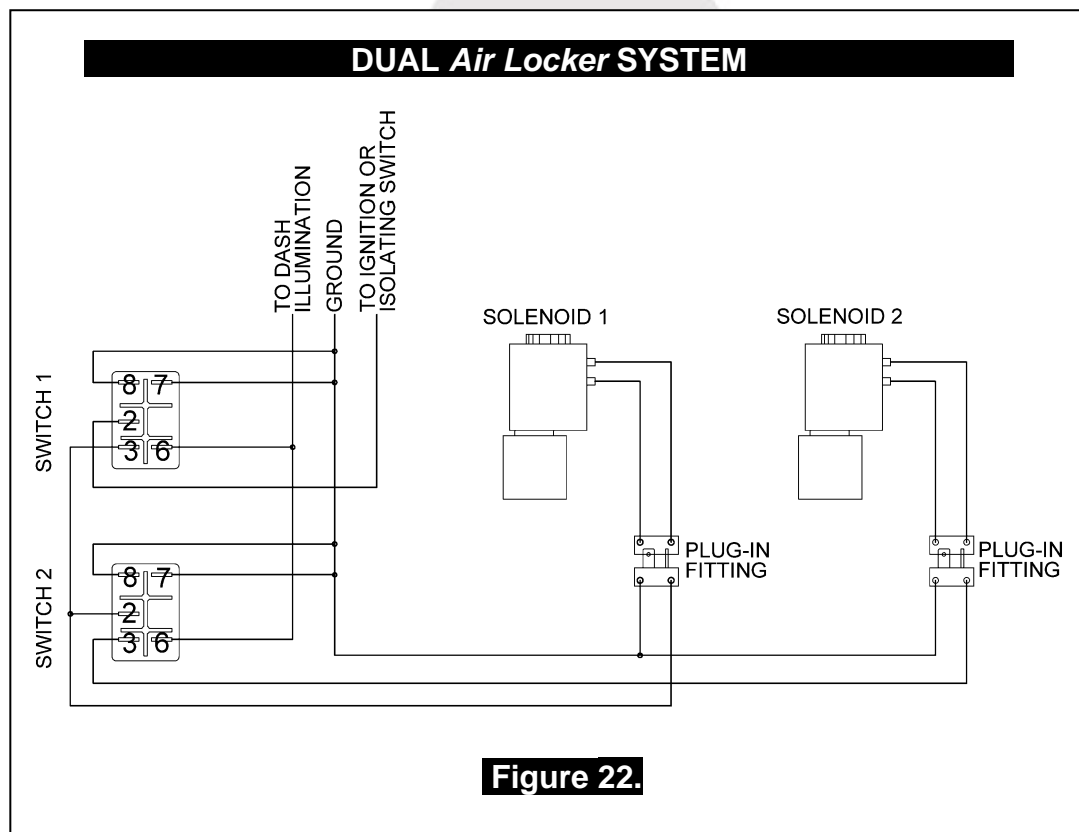 DUAL Air Locker SYSTEM
TO DASH
ILLUMINATION
GROUND
TO IGNITION OR
ISOLATING SWITCH
SOLENOID 1
SOLENOID 2
SWITCH 1
8 7
2
3 6
SWITCH 2
8 7
2
3 6
PLUG-IN
FITTING
PLUG-IN
FITTING
Figure 22.